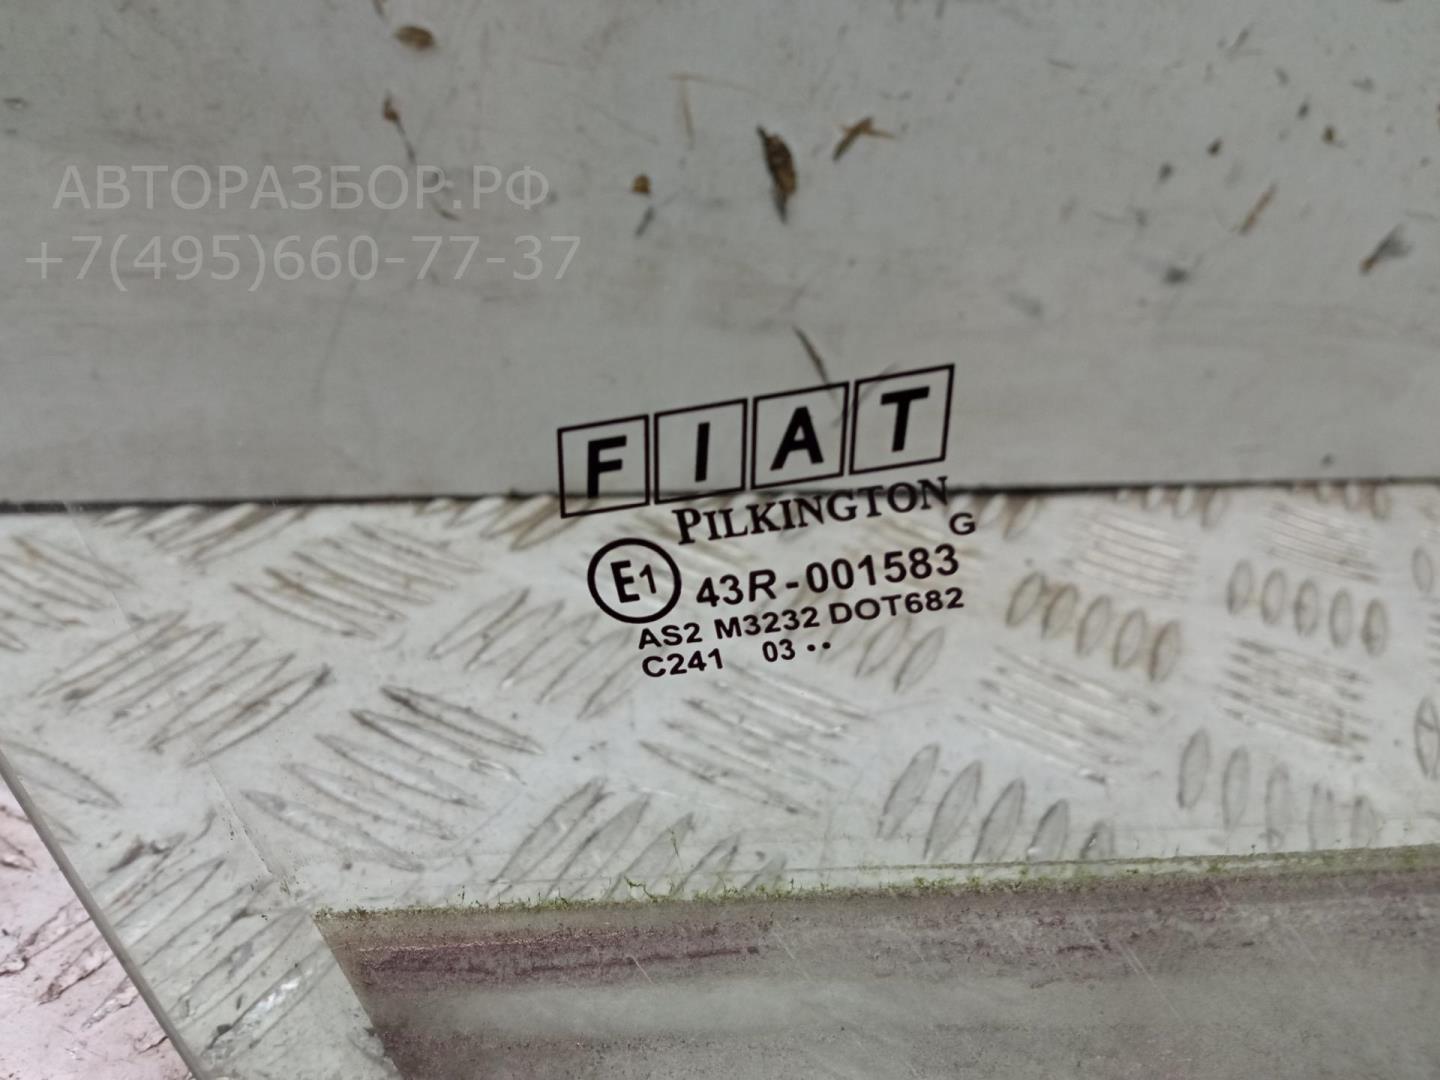 АВТОРАЗБОР.РФ
+7(495)660-77-37
FIAT
PILKINGTON
G
E1 43R-001583
AS2 M3232 DOT682
C241 03 ••